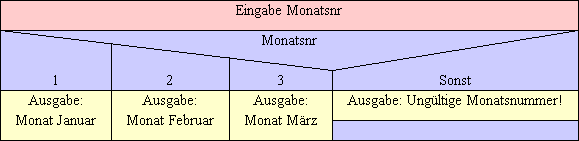 Eingabe Monatsnr
Monatsnr
1 2 3 Sonst
Ausgabe:
Monat Januar
Ausgabe:
Monat Februar
Ausgabe:
Monat März
Ausgabe: Ungültige Monatsnummer!